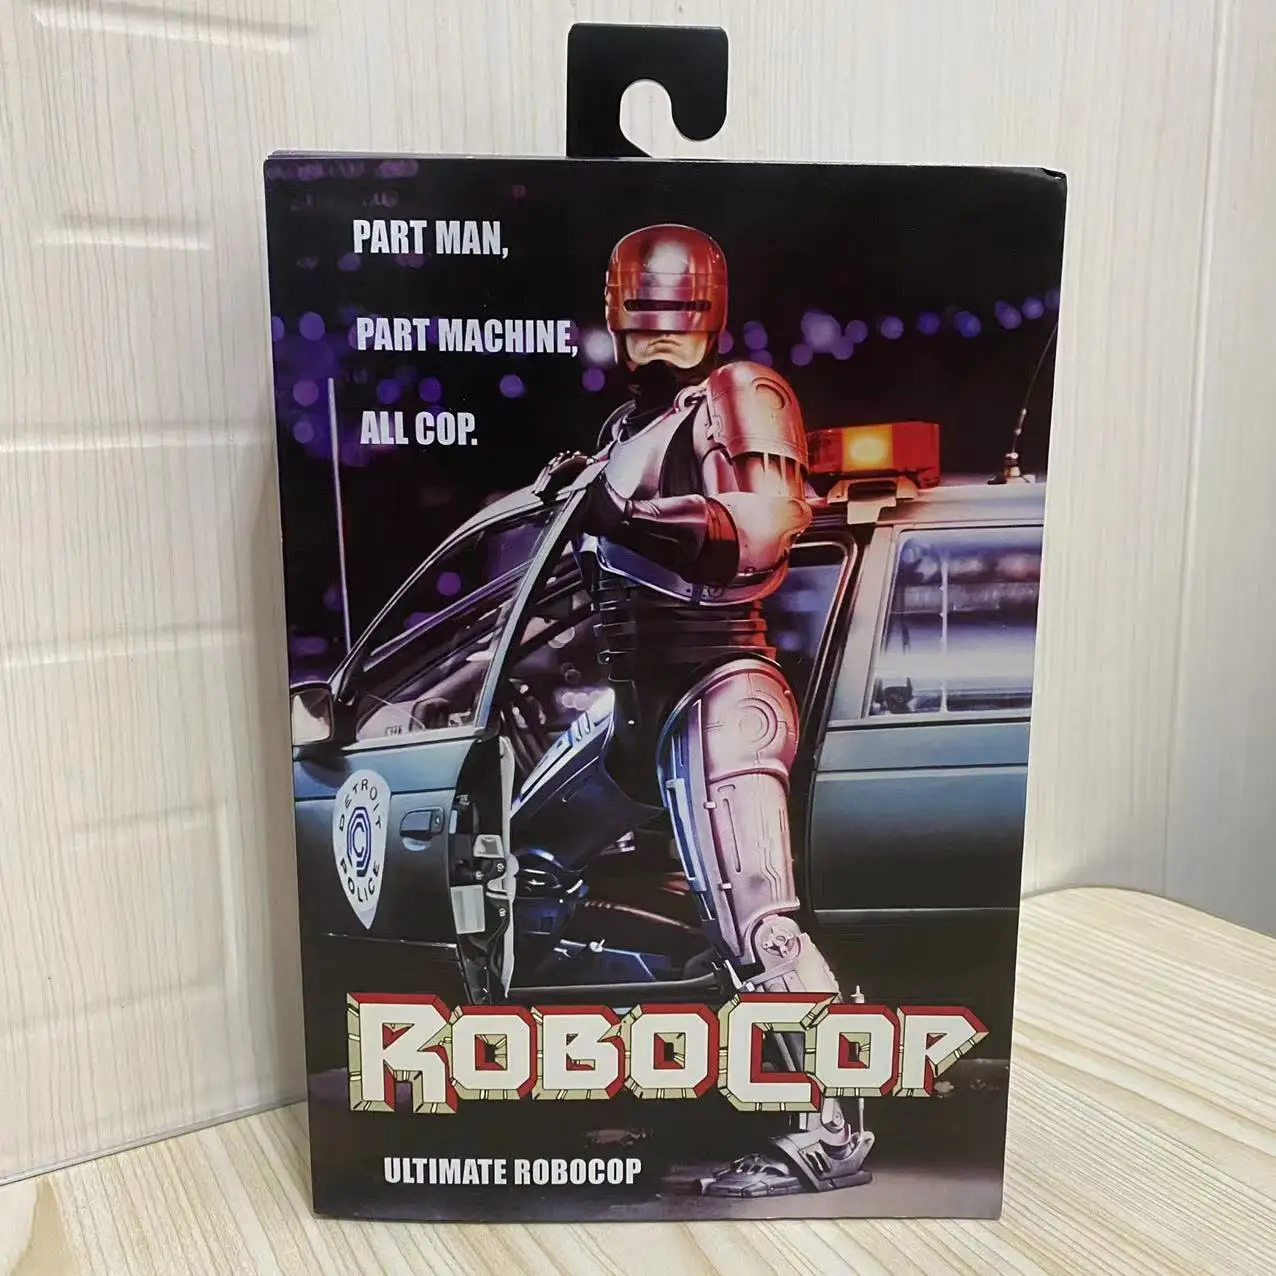 PART MAN,
PART MACHINE,
ALL COP.
DETROIT
POLICE
ROBOCOP
ULTIMATE ROBOCOP